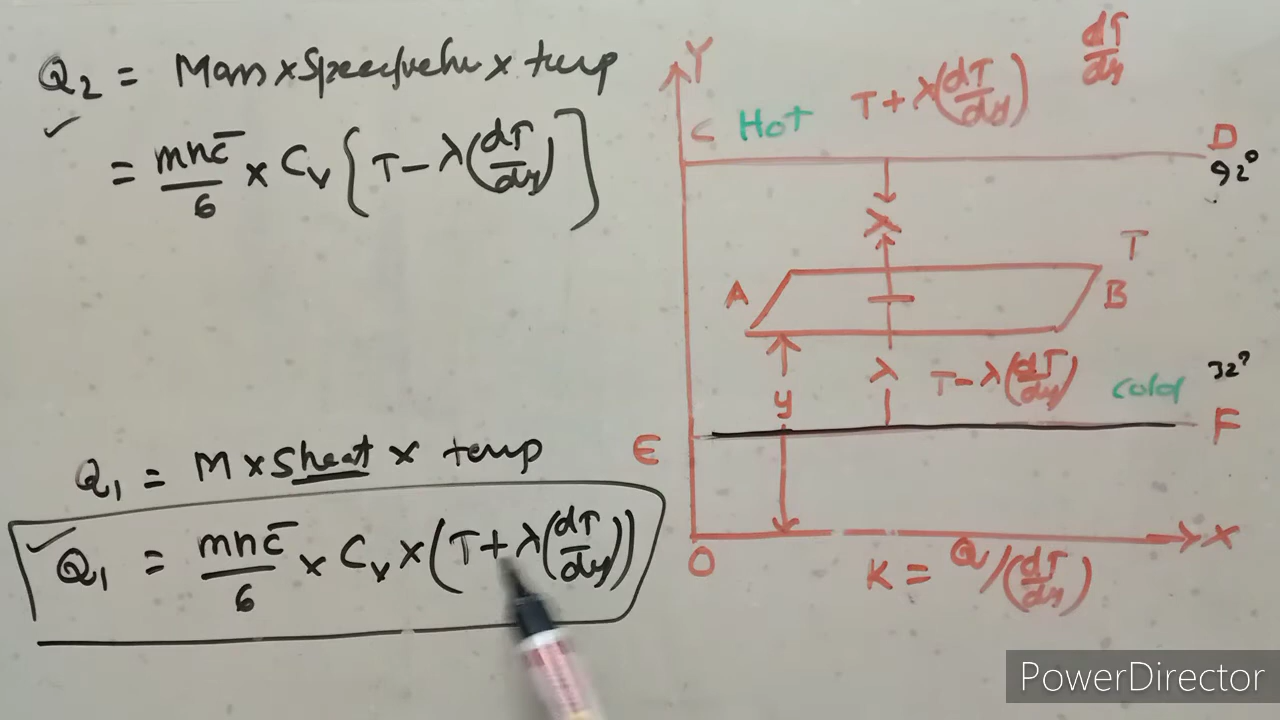 Q₂ = Mass x Specific heat x temp
= mnc̄/6 x Cᵥ { T - λ(dT/dy) }
Q₁ = M x S heat x temp
Q₁ = mnc̄/6 x Cᵥ x (T + λ(dT/dy))
Y
dT/dy
C Hot T + λ(dT/dy)
D
92°
λ
T
A
B
λ
T - λ(dT/dy)
cold
32°
y
E
F
O
X
K = Q/(dT/dy)
PowerDirector